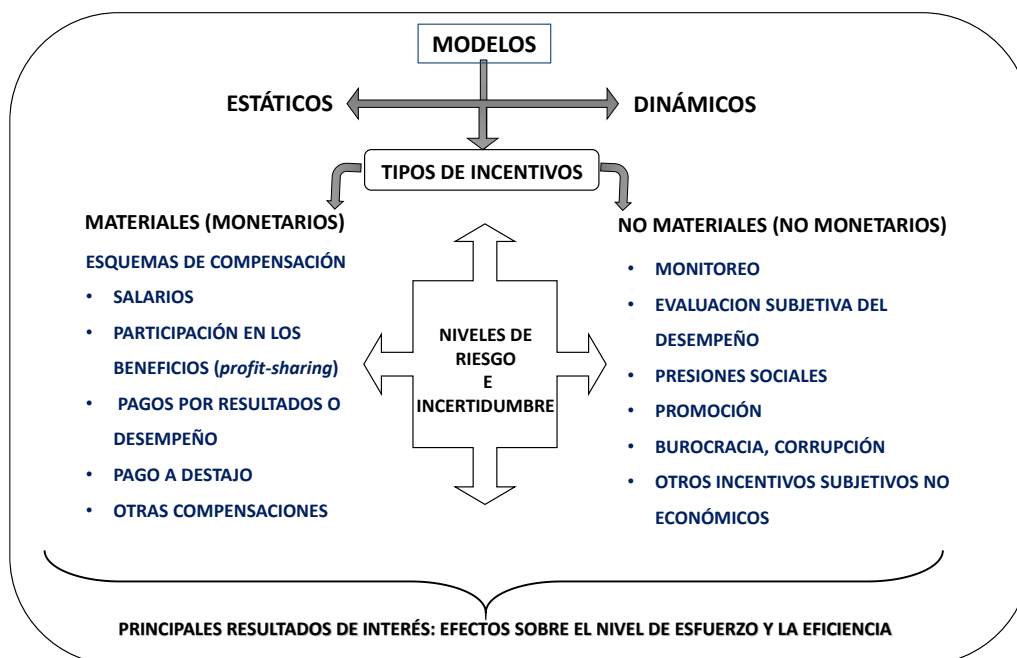 MODELOS
ESTÁTICOS
DINÁMICOS
TIPOS DE INCENTIVOS
MATERIALES (MONETARIOS)
ESQUEMAS DE COMPENSACIÓN
• SALARIOS
• PARTICIPACIÓN EN LOS
BENEFICIOS (profit-sharing)
• PAGOS POR RESULTADOS O
DESEMPEÑO
• PAGO A DESTAJO
• OTRAS COMPENSACIONES
NIVELES DE
RIESGO
E
INCERTIDUMBRE
NO MATERIALES (NO MONETARIOS)
• MONITOREO
• EVALUACION SUBJETIVA DEL
DESEMPEÑO
• PRESIONES SOCIALES
• PROMOCIÓN
• BUROCRACIA, CORRUPCIÓN
• OTROS INCENTIVOS SUBJETIVOS NO
ECONÓMICOS
PRINCIPALES RESULTADOS DE INTERÉS: EFECTOS SOBRE EL NIVEL DE ESFUERZO Y LA EFICIENCIA